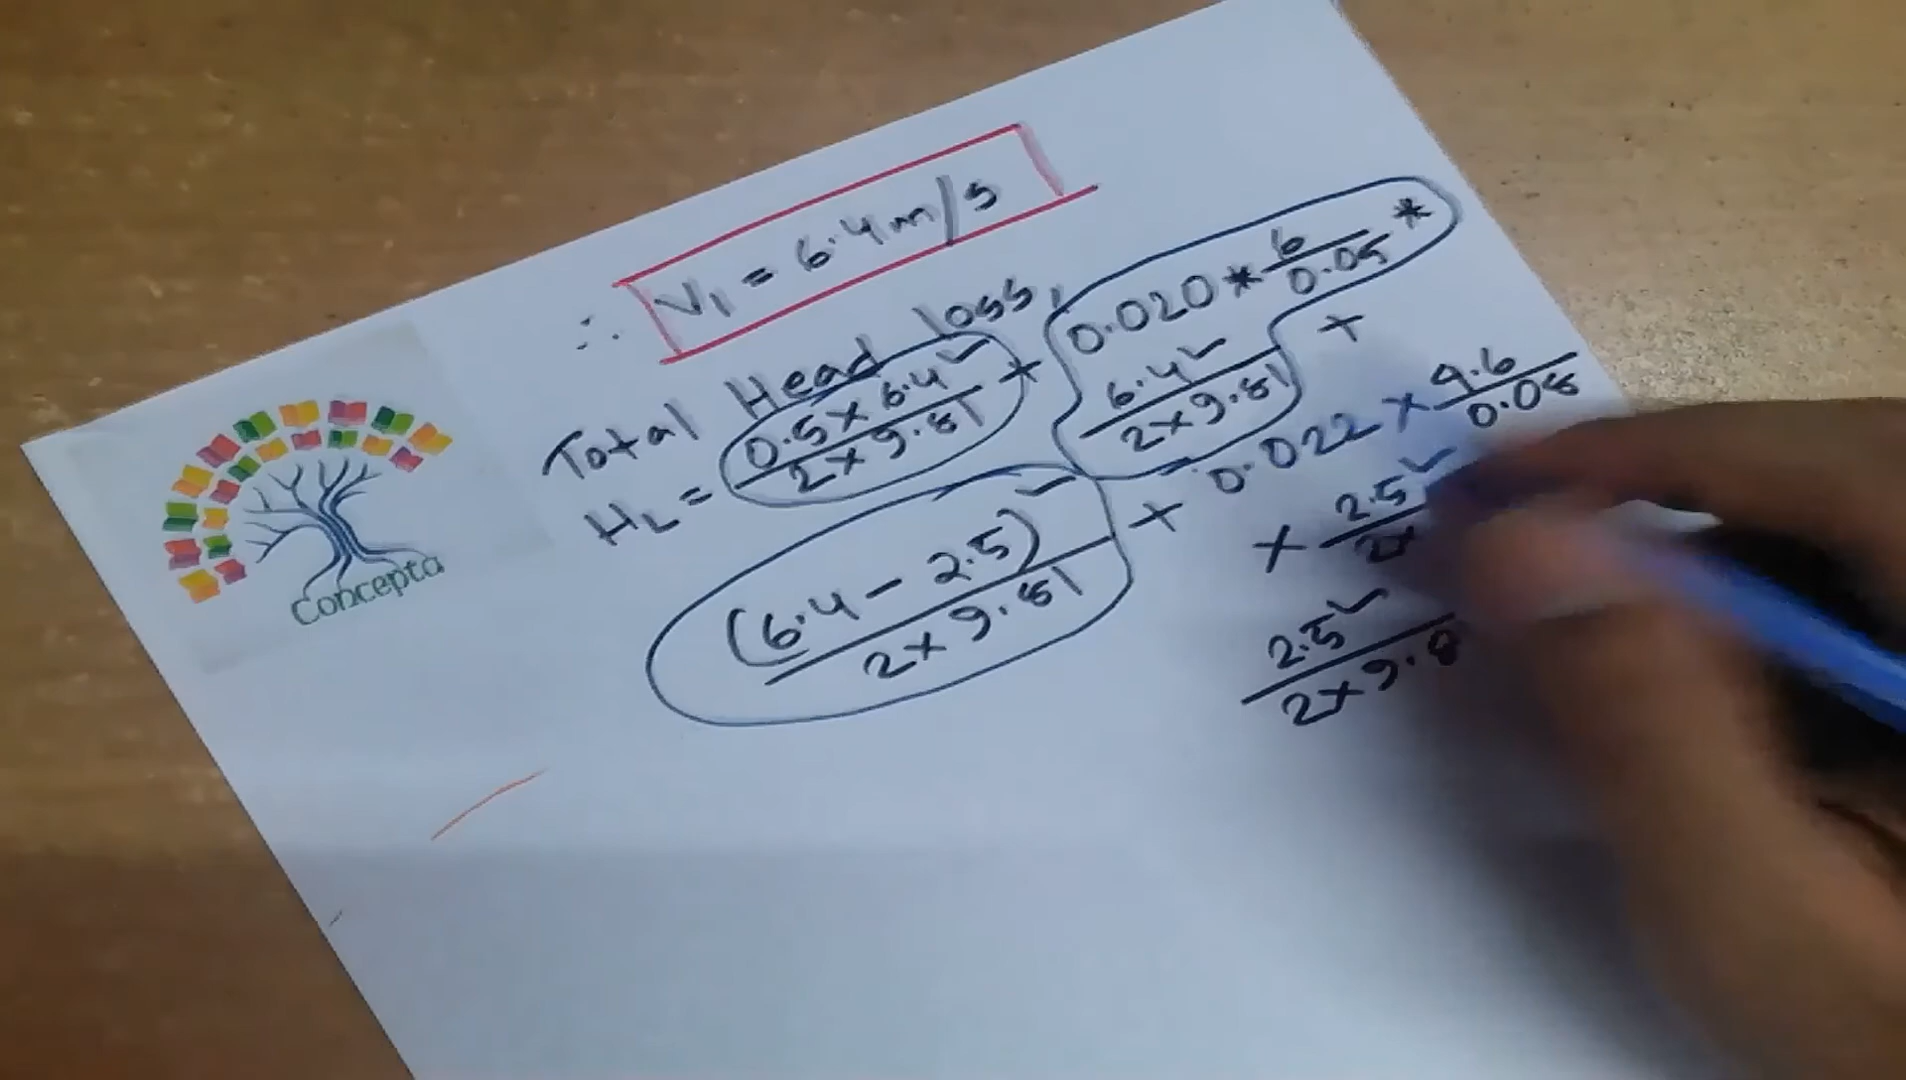 ∴ V₁ = 6.4 m/s
Total Head loss,
H_L = 0.5 x 6.4² / 2 x 9.81 + 0.020 * 6 / 0.05 *
6.4² / 2 x 9.81 +
(6.4 - 2.5)² / 2 x 9.81 + 0.022 x 9.6 / 0.08
x 2.5² / 2x
2.5² / 2 x 9.8
Concepta